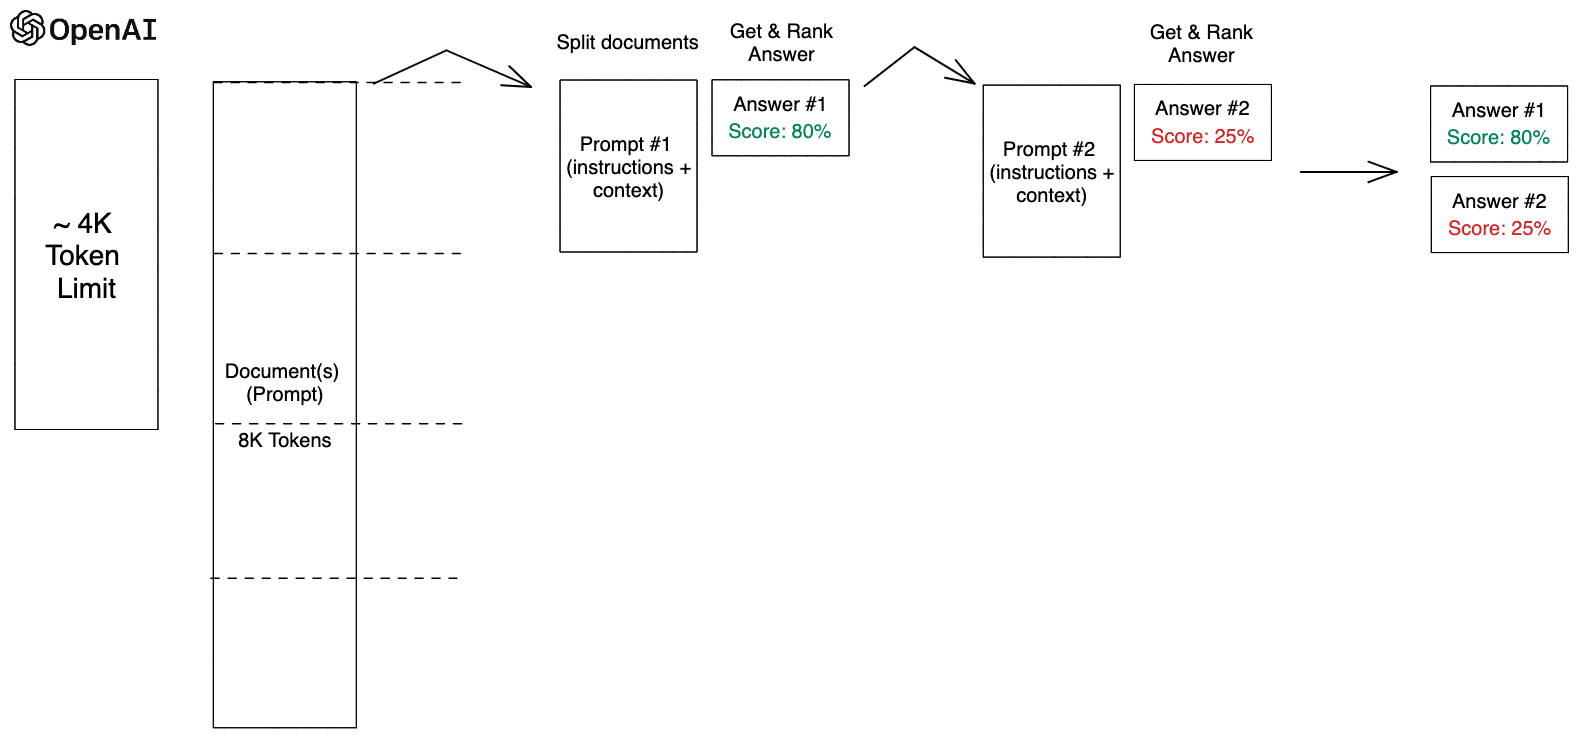 OpenAI
~ 4K
Token
Limit
Document(s)
(Prompt)
8K Tokens
Split documents
Prompt #1
(instructions +
context)
Get & Rank
Answer
Answer #1
Score: 80%
Prompt #2
(instructions +
context)
Get & Rank
Answer
Answer #2
Score: 25%
Answer #1
Score: 80%
Answer #2
Score: 25%